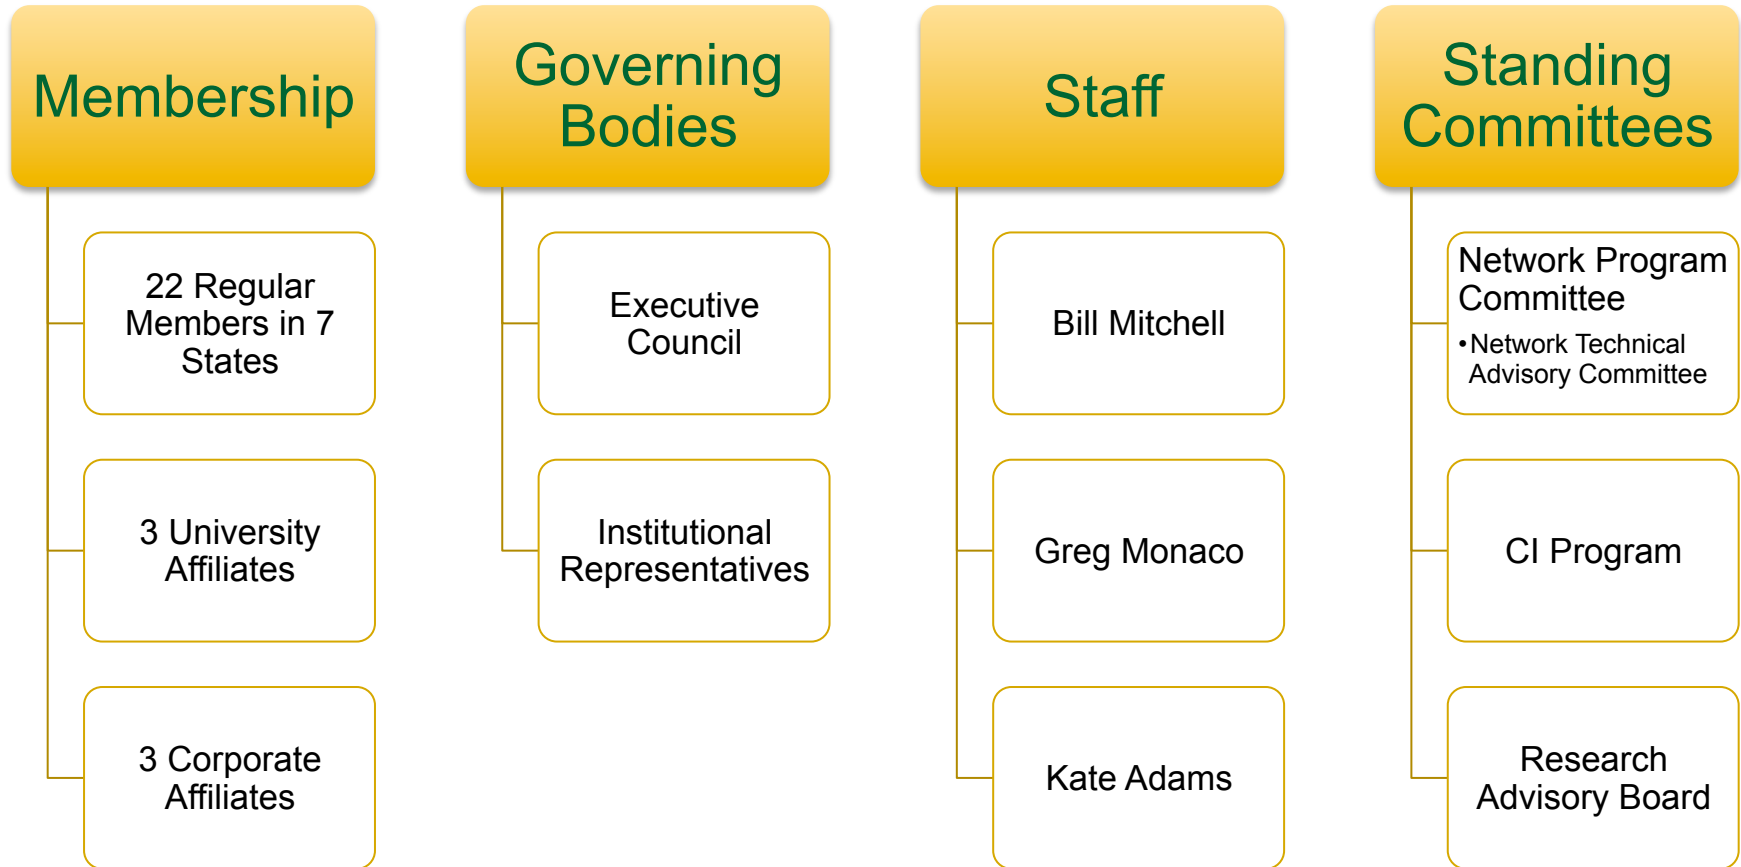 Membership
22 Regular
Members in 7
States
3 University
Affiliates
3 Corporate
Affiliates
Governing
Bodies
Executive
Council
Institutional
Representatives
Staff
Bill Mitchell
Greg Monaco
Kate Adams
Standing
Committees
Network Program
Committee
•Network Technical
Advisory Committee
CI Program
Research
Advisory Board